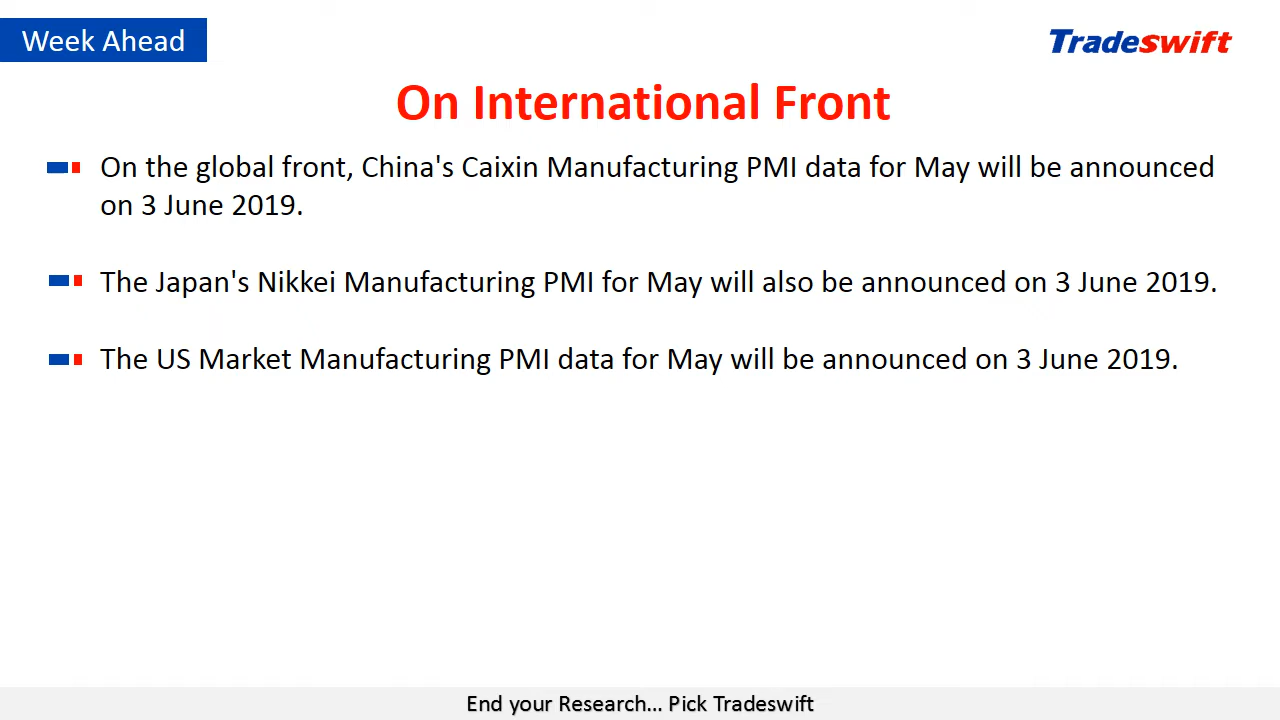 Week Ahead
Tradeswift
On International Front
On the global front, China's Caixin Manufacturing PMI data for May will be announced
on 3 June 2019.
The Japan's Nikkei Manufacturing PMI for May will also be announced on 3 June 2019.
The US Market Manufacturing PMI data for May will be announced on 3 June 2019.
End your Research... Pick Tradeswift